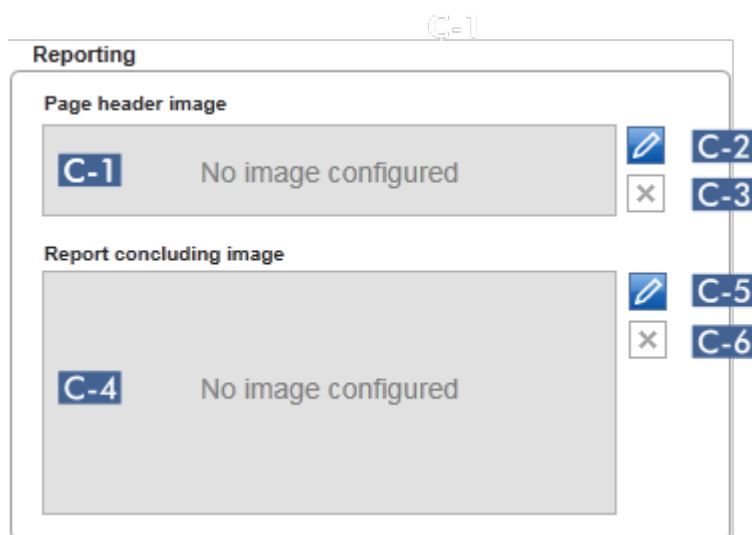 C-1
Reporting
Page header image
C-1 No image configured C-2
C-3
Report concluding image
C-5
C-6
C-4 No image configured